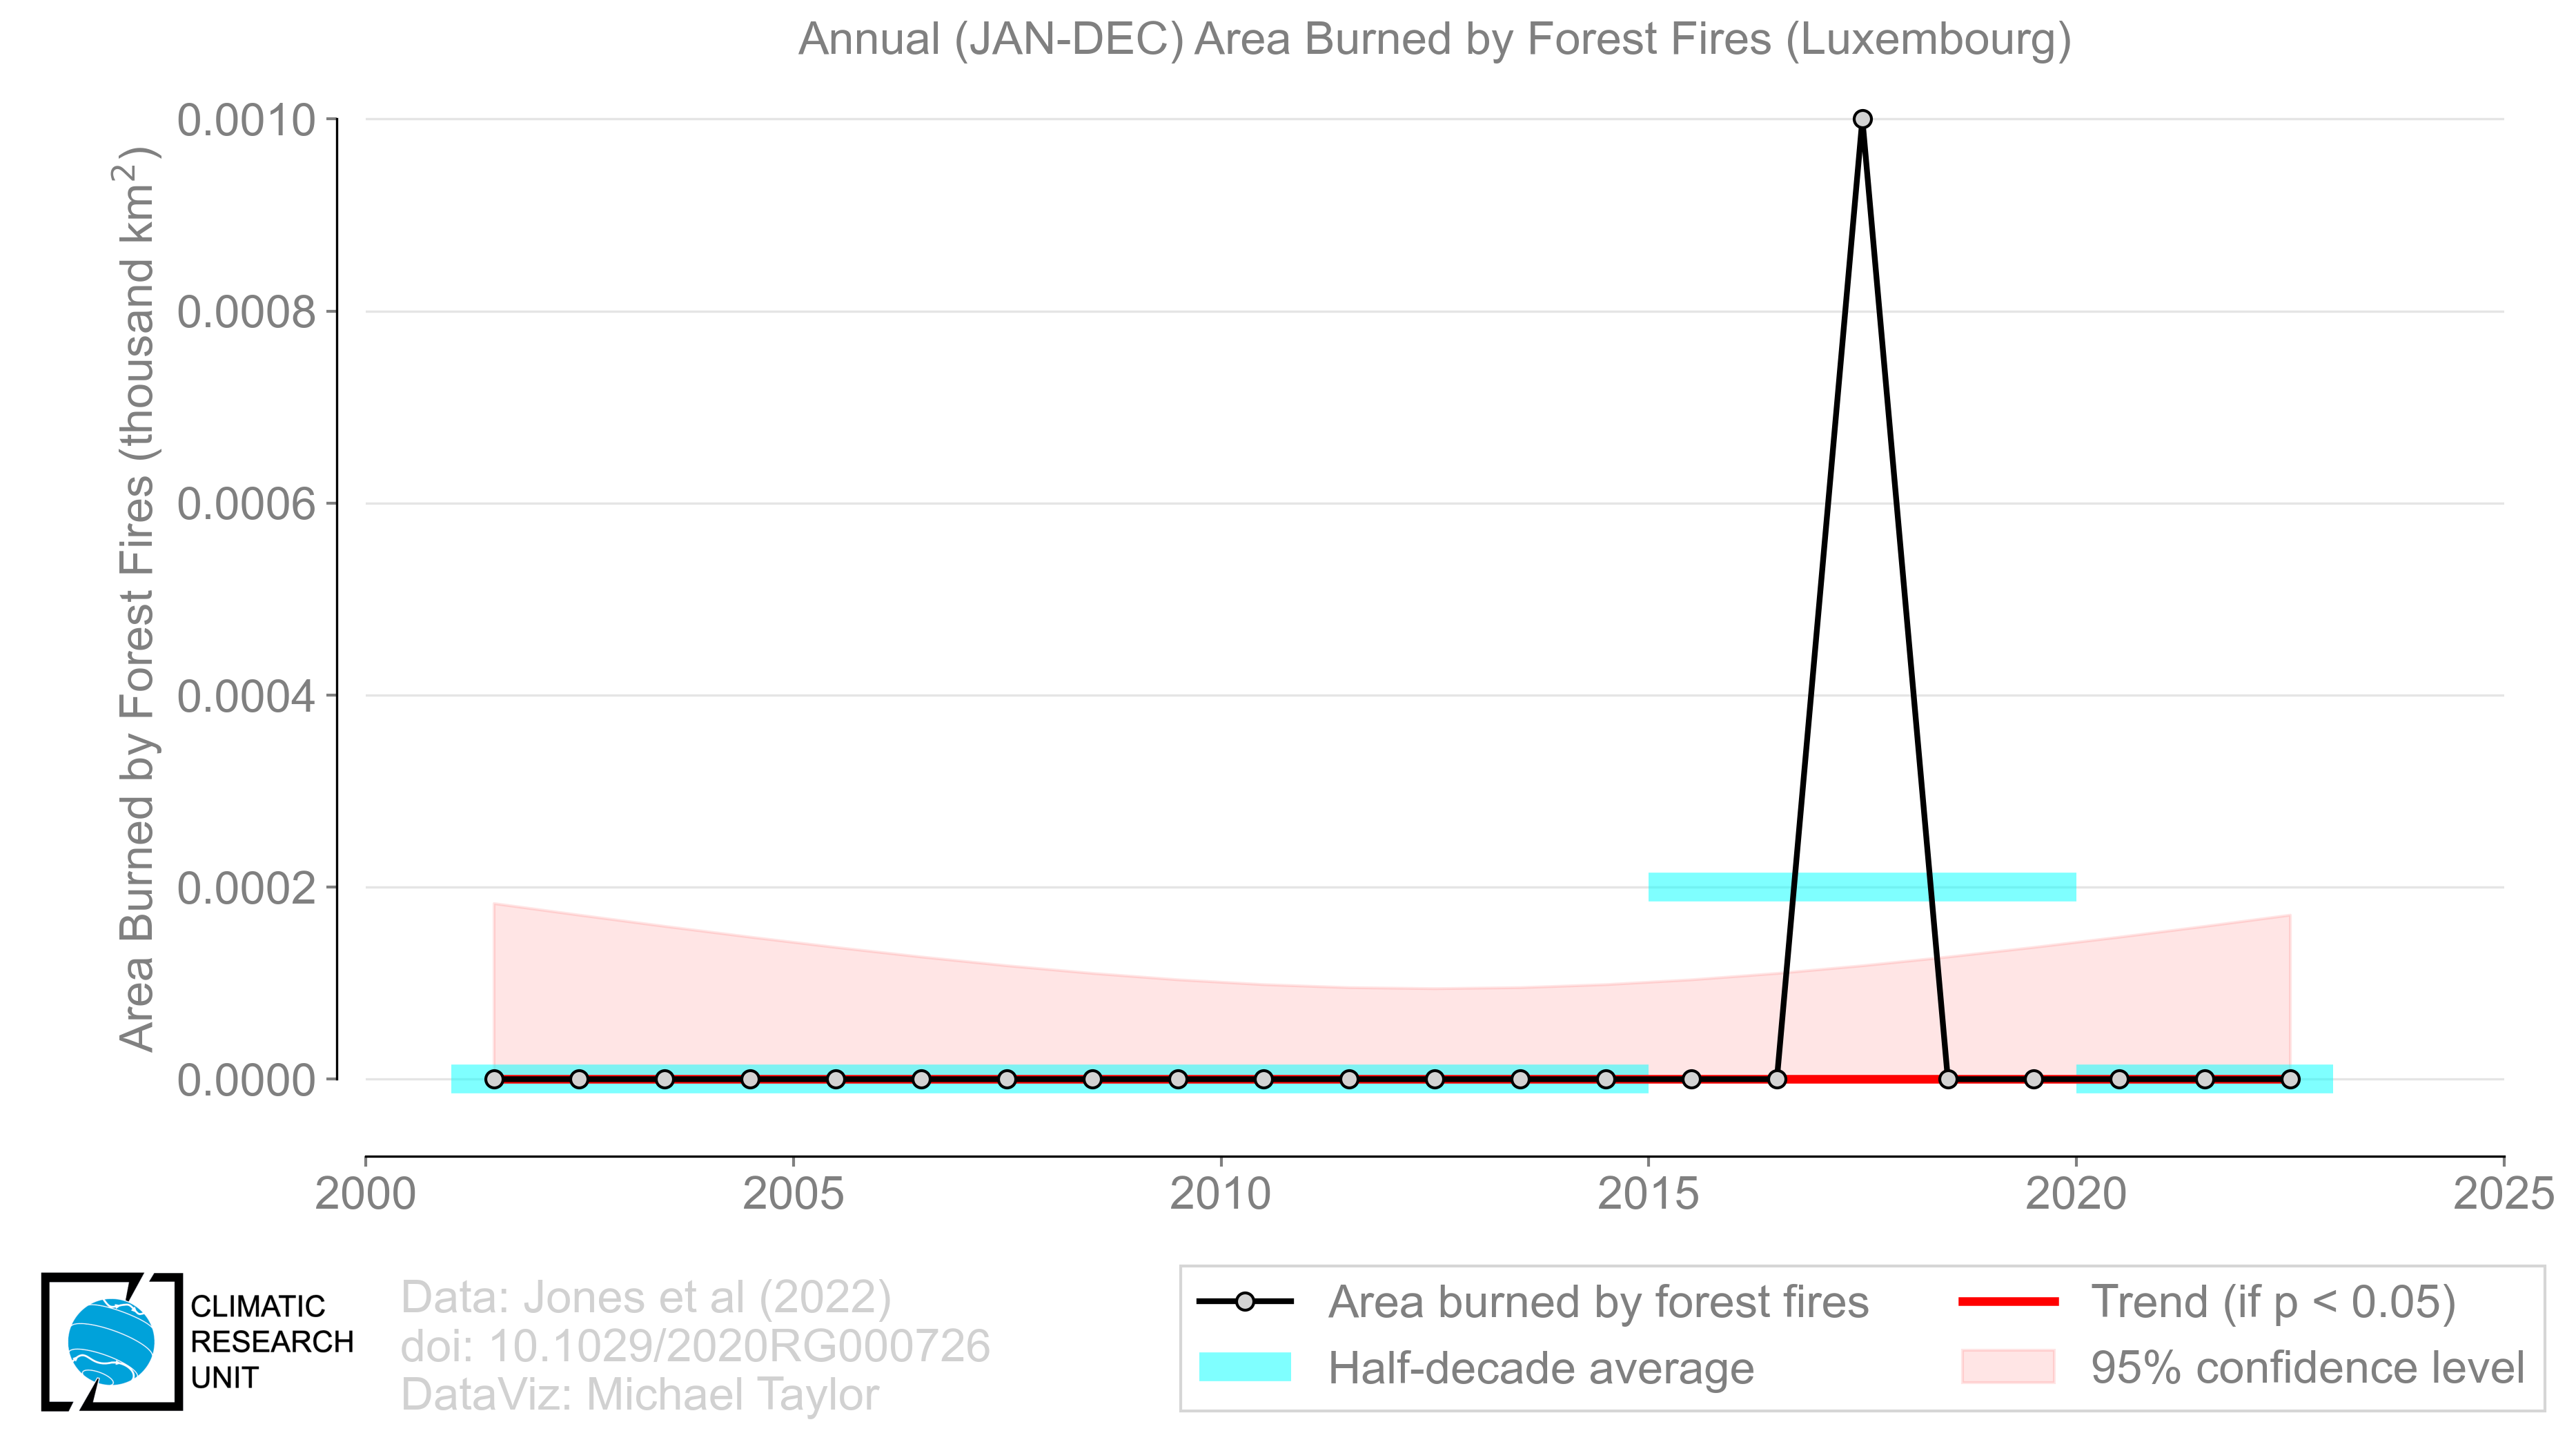 Annual (JAN-DEC) Area Burned by Forest Fires (Luxembourg)
Area Burned by Forest Fires (thousand km²)
0.0010
0.0008
0.0006
0.0004
0.0002
0.0000
2000 2005 2010 2015 2020 2025
CLIMATIC
RESEARCH
UNIT
Data: Jones et al (2022)
doi: 10.1029/2020RG000726
DataViz: Michael Taylor
Area burned by forest fires
Half-decade average
Trend (if p < 0.05)
95% confidence level